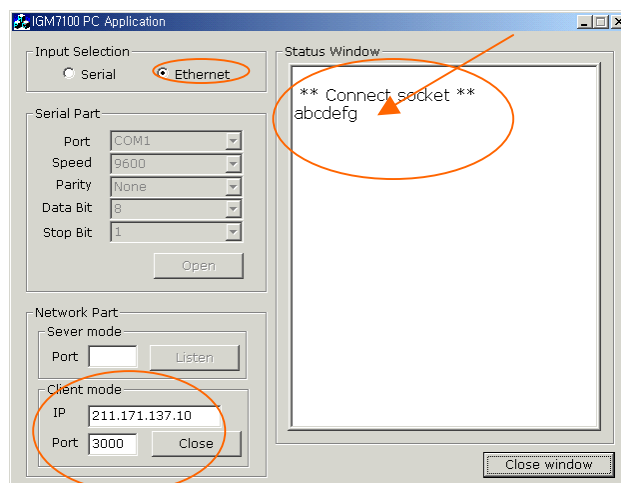 IGM7100 PC Application
Input Selection
Serial
Ethernet
Serial Part
Port COM1
Speed 9600
Parity None
Data Bit 8
Stop Bit 1
Open
Network Part
Sever mode
Port
Listen
Client mode
IP 211.171.137.10
Port 3000 Close
Status Window
** Connect socket **
abcdefg
Close window